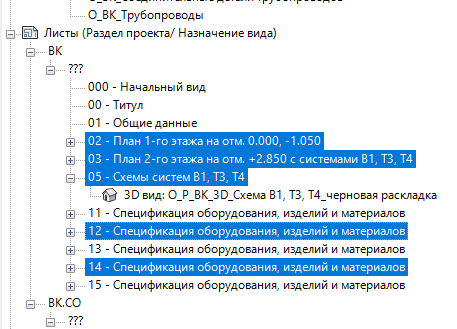 О_ВК_Трубопроводы
Листы (Раздел проекта/ Назначение вида)
ВК
???
000 - Начальный вид
00 - Титул
01 - Общие данные
02 - План 1-го этажа на отм. 0.000, -1.050
03 - План 2-го этажа на отм. +2.850 с системами В1, Т3, Т4
05 - Схемы систем В1, Т3, Т4
3D вид: О_Р_ВК_3D_Схема В1, Т3, Т4_черновая раскладка
11 - Спецификация оборудования, изделий и материалов
12 - Спецификация оборудования, изделий и материалов
13 - Спецификация оборудования, изделий и материалов
14 - Спецификация оборудования, изделий и материалов
15 - Спецификация оборудования, изделий и материалов
ВК.СО
???